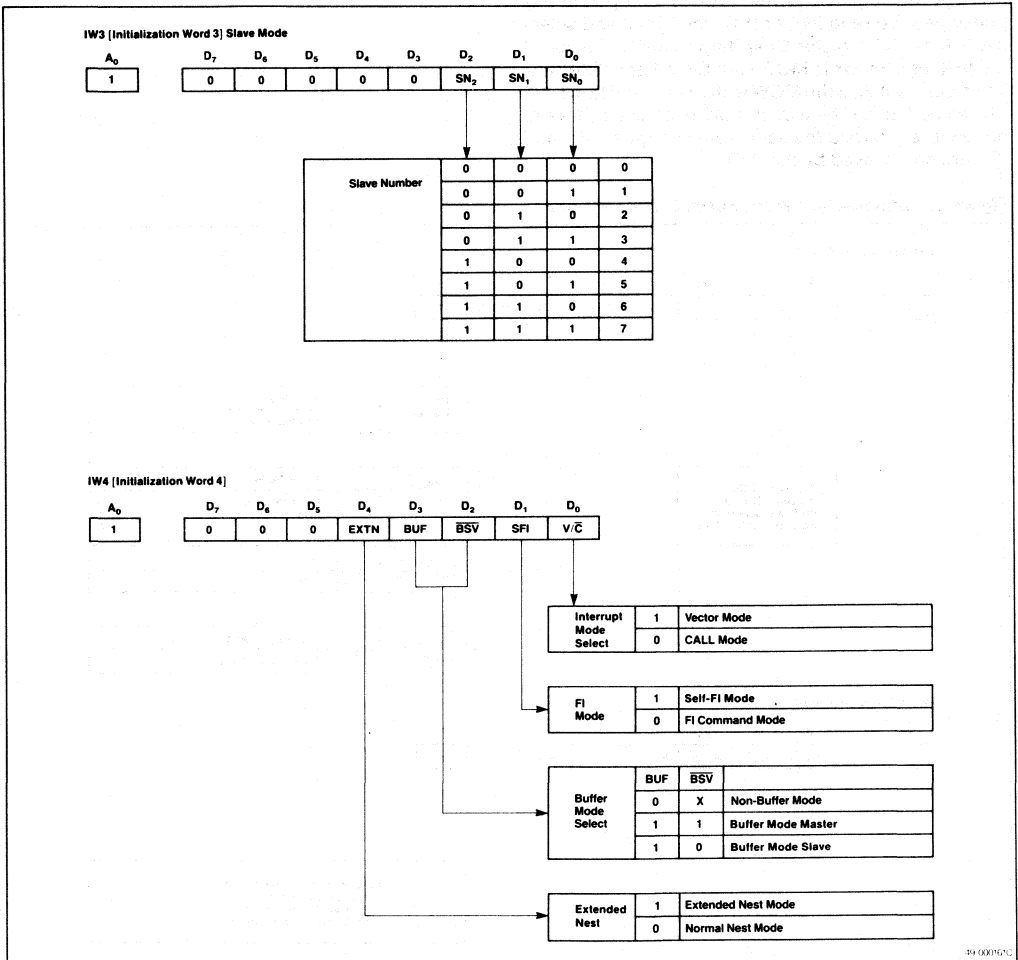 IW3 [Initialization Word 3] Slave Mode
A0 D7 D6 D5 D4 D3 D2 D1 D0
1 0 0 0 0 0 SN2 SN1 SN0
Slave Number
0 0 0 0
0 0 1 1
0 1 0 2
0 1 1 3
1 0 0 4
1 0 1 5
1 1 0 6
1 1 1 7
IW4 [Initialization Word 4]
A0 D7 D6 D5 D4 D3 D2 D1 D0
1 0 0 0 EXTN BUF B̅S̅V̅ SFI V/C̅
Interrupt Mode Select
1 Vector Mode
0 CALL Mode
FI Mode
1 Self-FI Mode
0 FI Command Mode
Buffer Mode Select
BUF B̅S̅V̅
0 X Non-Buffer Mode
1 1 Buffer Mode Master
1 0 Buffer Mode Slave
Extended Nest
1 Extended Nest Mode
0 Normal Nest Mode